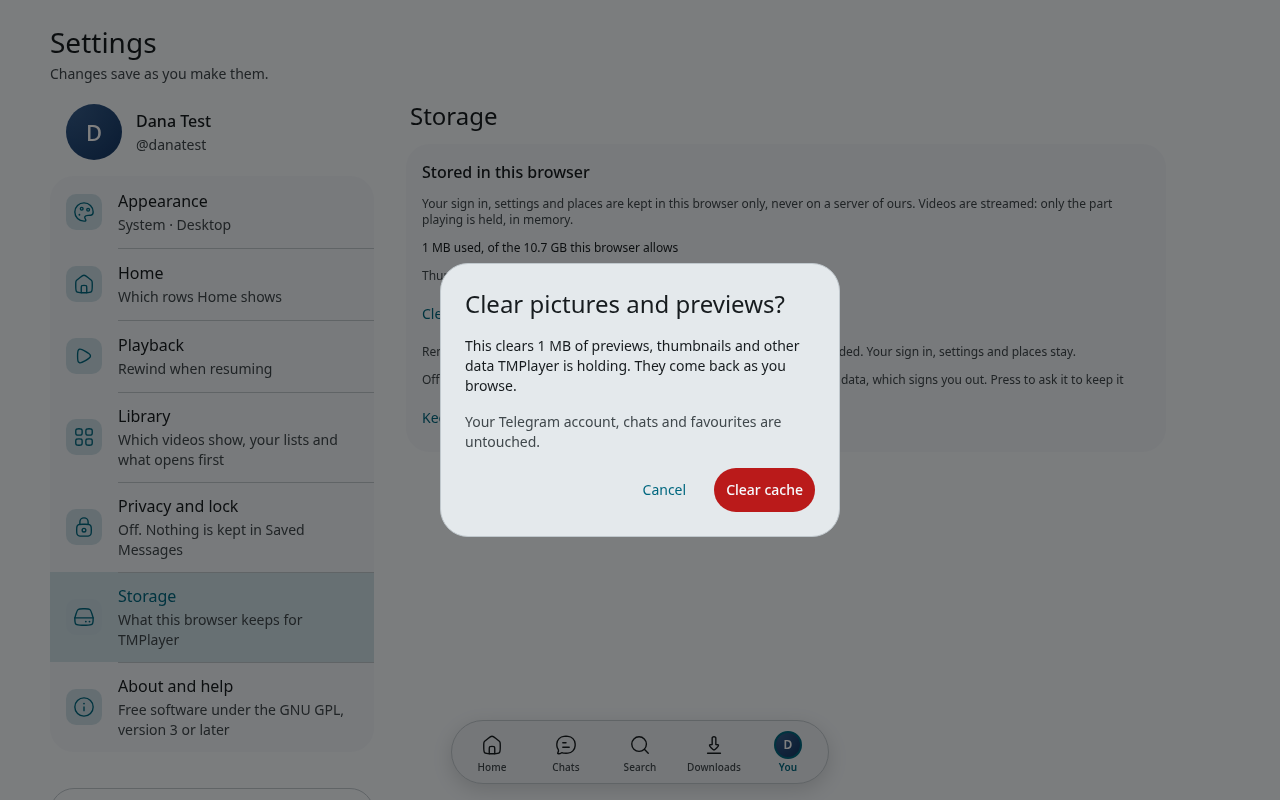 Settings
Changes save as you make them.
D
Dana Test
@danatest
Appearance
System · Desktop
Home
Which rows Home shows
Playback
Rewind when resuming
Library
Which videos show, your lists and
what opens first
Privacy and lock
Off. Nothing is kept in Saved
Messages
Storage
What this browser keeps for
TMPlayer
About and help
Free software under the GNU GPL,
version 3 or later
Storage
Stored in this browser
Your sign in, settings and places are kept in this browser only, never on a server of ours. Videos are streamed: only the part
playing is held, in memory.
1 MB used, of the 10.7 GB this browser allows
Your sign in, settings and places stay.
data, which signs you out. Press to ask it to keep it
Clear pictures and previews?
This clears 1 MB of previews, thumbnails and other
data TMPlayer is holding. They come back as you
browse.
Your Telegram account, chats and favourites are
untouched.
Cancel
Clear cache
Home
Chats
Search
Downloads
D
You